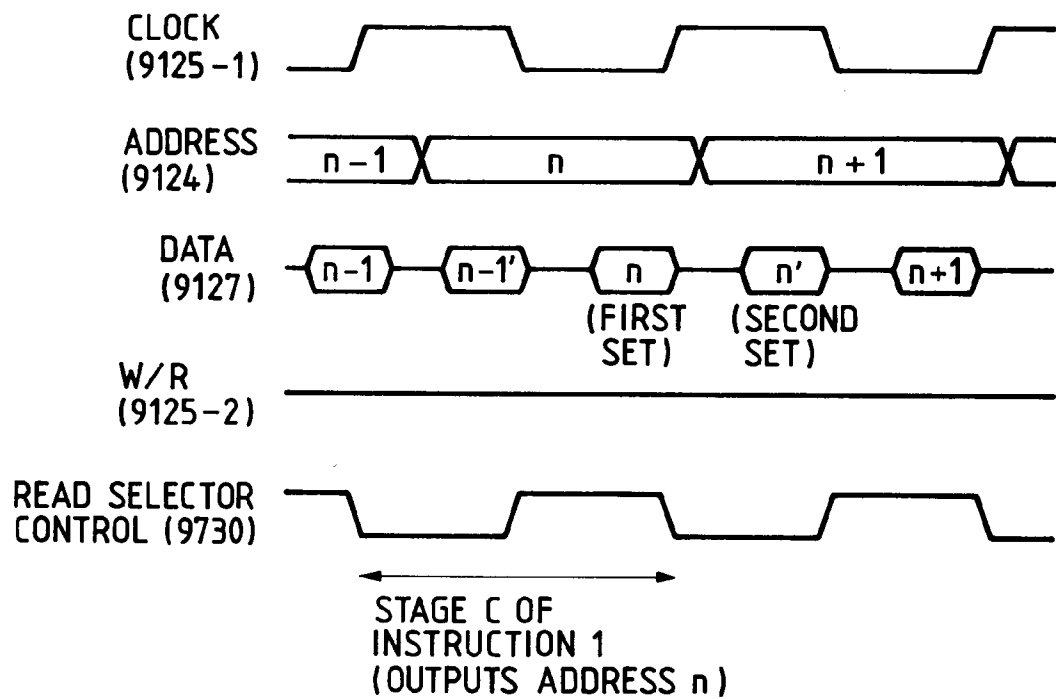 CLOCK
(9125-1)
ADDRESS
(9124)
n-1 n n+1
DATA
(9127)
n-1 n-1' n n' n+1
(FIRST SET) (SECOND SET)
W/R
(9125-2)
READ SELECTOR
CONTROL (9730)
STAGE C OF
INSTRUCTION 1
(OUTPUTS ADDRESS n)